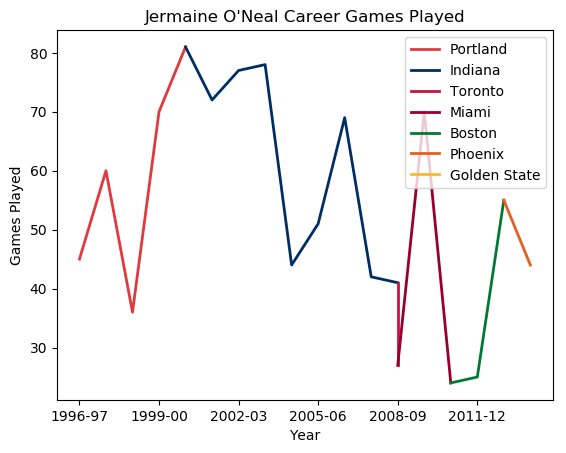 Jermaine O'Neal Career Games Played
Portland
Indiana
Toronto
Miami
Boston
Phoenix
Golden State
Games Played
80
70
60
50
40
30
1996-97 1999-00 2002-03 2005-06 2008-09 2011-12
Year